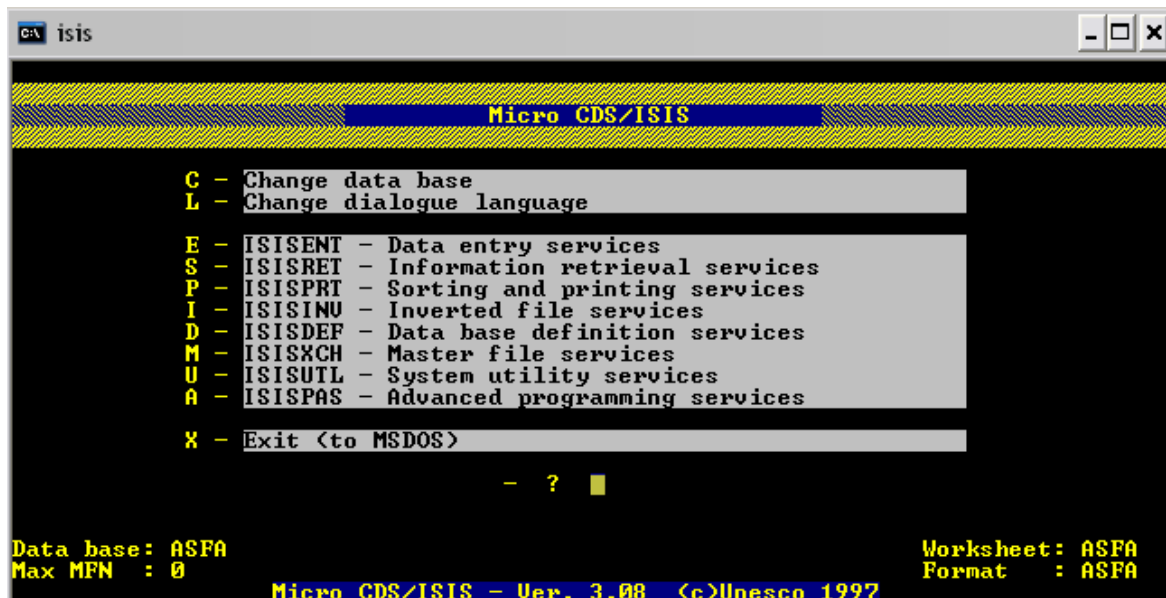 isis
Micro CDS/ISIS
C - Change data base
L - Change dialogue language
E - ISISENT - Data entry services
S - ISISRET - Information retrieval services
P - ISISPRT - Sorting and printing services
I - ISISINV - Inverted file services
D - ISISDEF - Data base definition services
M - ISISXCH - Master file services
U - ISISUTL - System utility services
A - ISISPAS - Advanced programming services
X - Exit (to MSDOS)
- ?
Data base: ASFA Worksheet: ASFA
Max MFN : 0 Format : ASFA
Micro CDS/ISIS - Ver. 3.08 (c)Unesco 1997